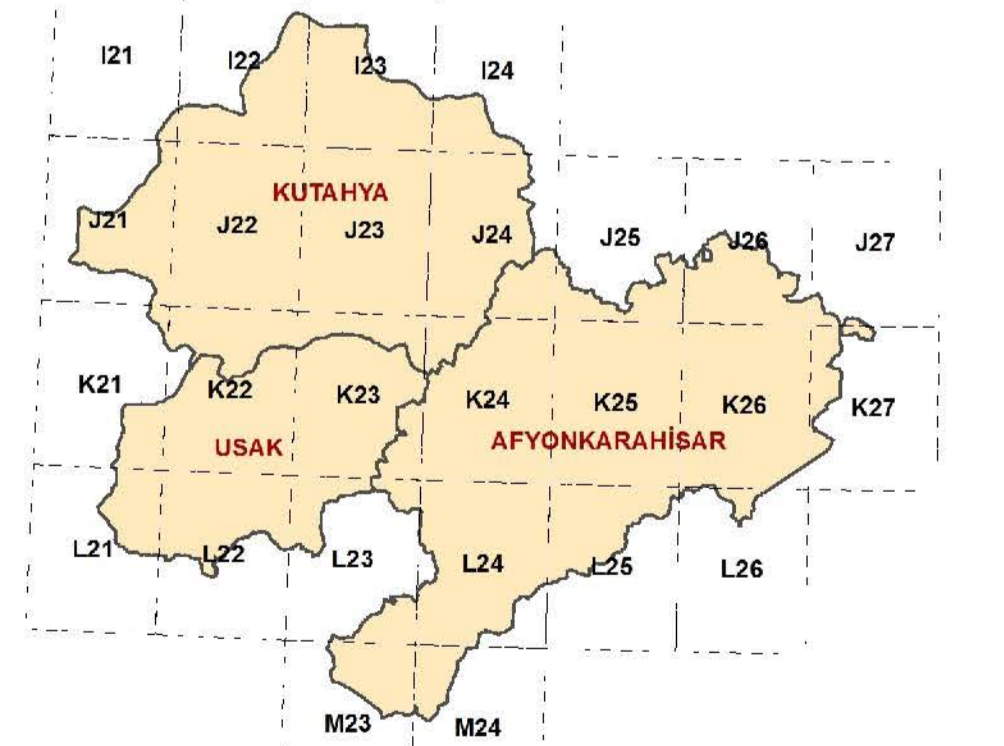 I21 I22 I23 I24
KUTAHYA
J21 J22 J23 J24 J25 J26 J27
K21 K22 K23 K24 K25 K26 K27
USAK AFYONKARAHİSAR
L21 L22 L23 L24 L25 L26
M23 M24